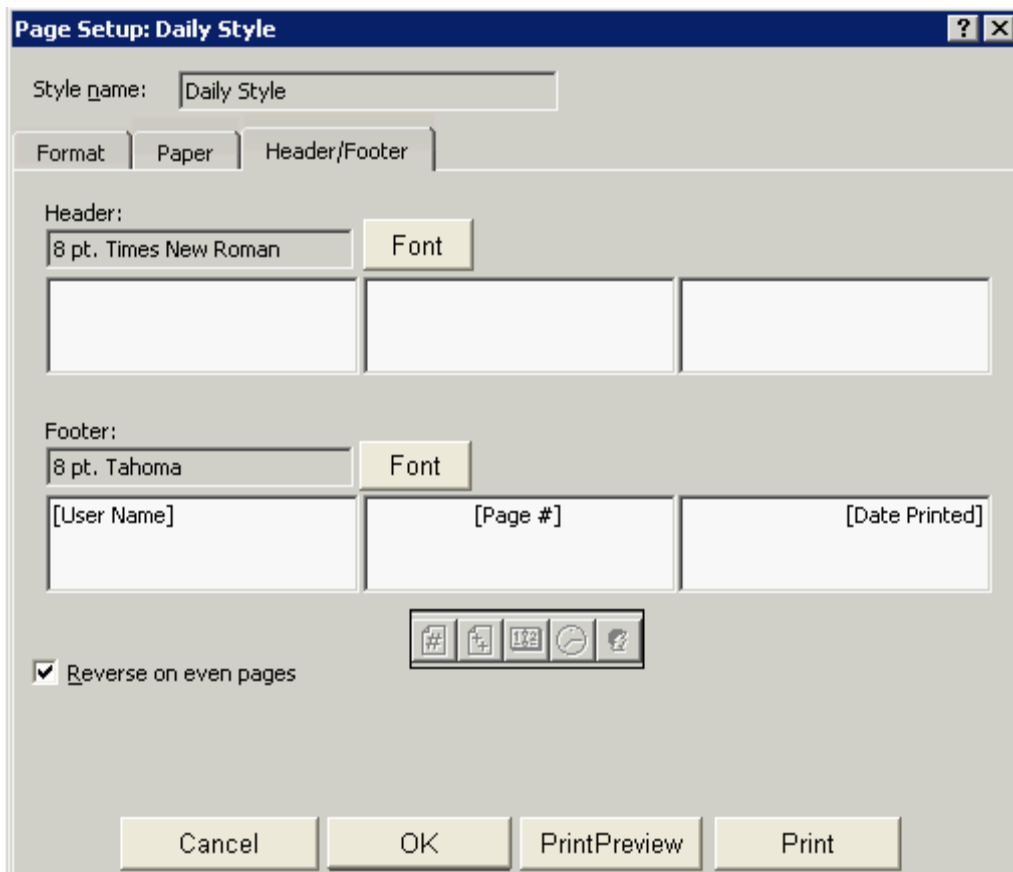 Page Setup: Daily Style
Style name: Daily Style
Format Paper Header/Footer
Header:
8 pt. Times New Roman Font
Footer:
8 pt. Tahoma Font
[User Name] [Page #] [Date Printed]
Reverse on even pages
Cancel OK PrintPreview Print